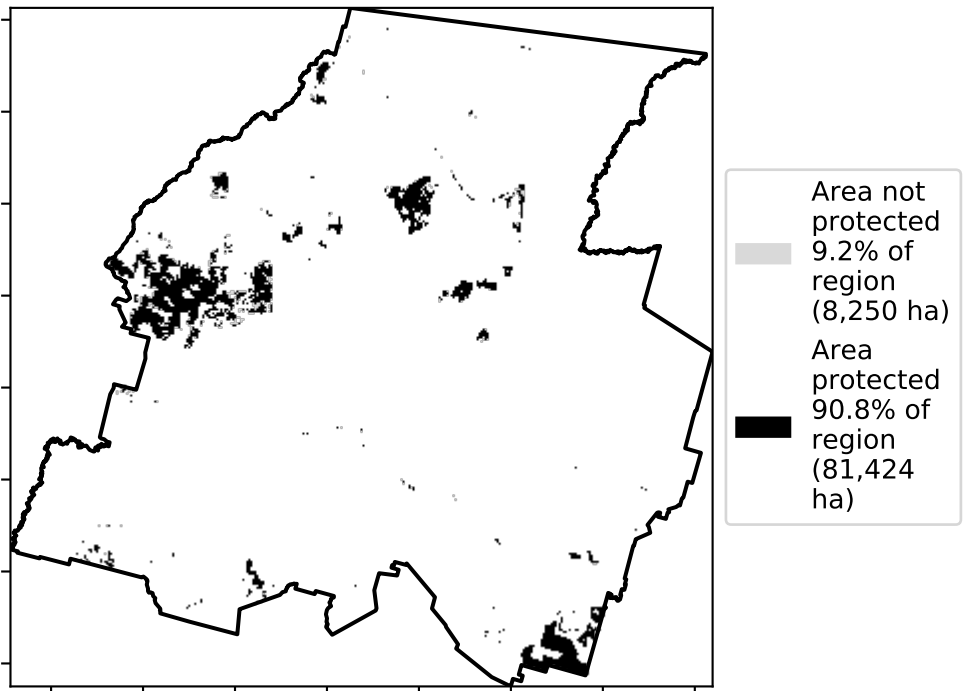 Area not
protected
9.2% of
region
(8,250 ha)
Area
protected
90.8% of
region
(81,424
ha)